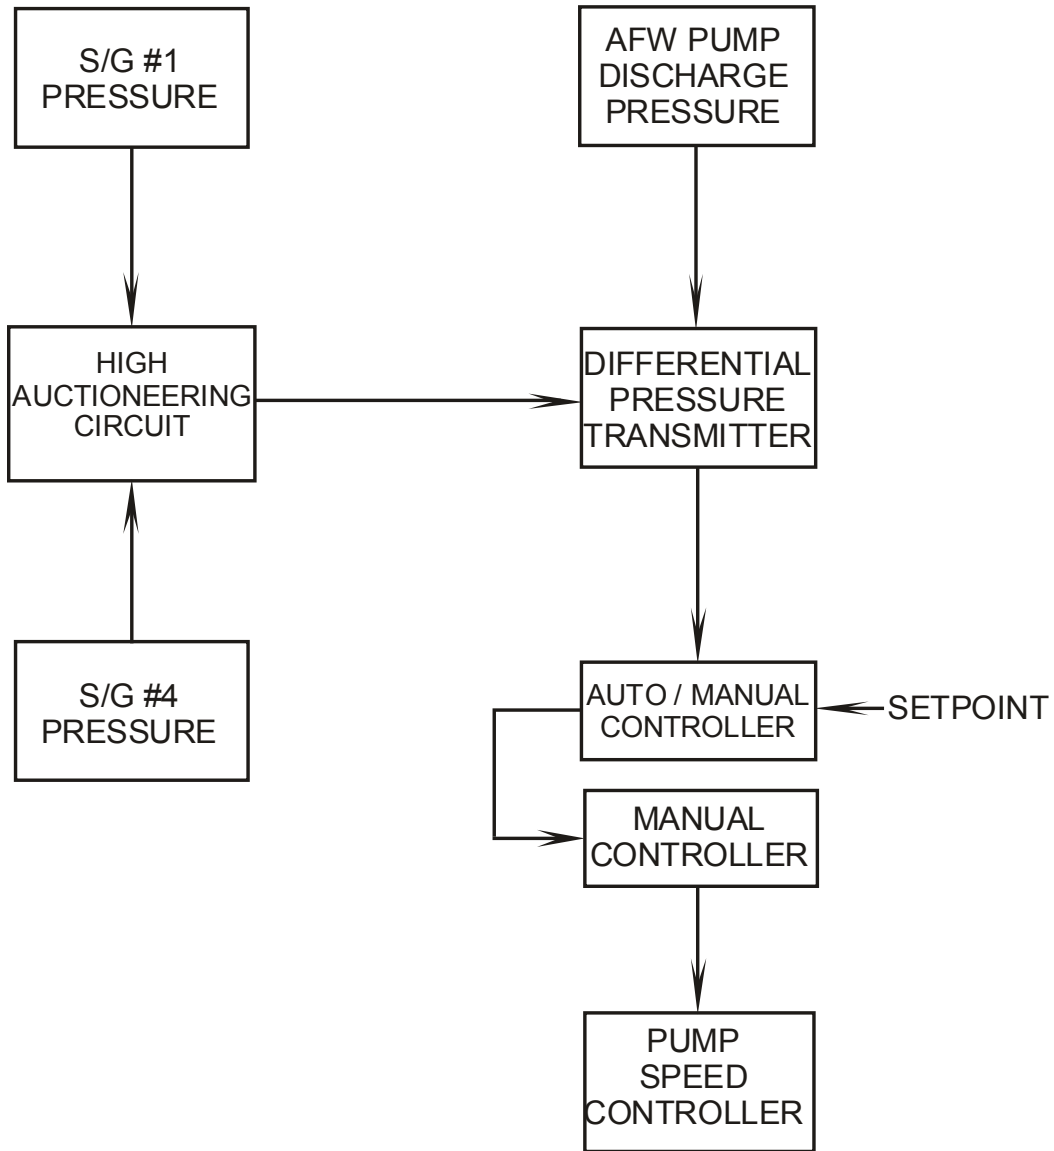 S/G #1
PRESSURE
AFW PUMP
DISCHARGE
PRESSURE
HIGH
AUCTIONEERING
CIRCUIT
DIFFERENTIAL
PRESSURE
TRANSMITTER
S/G #4
PRESSURE
AUTO / MANUAL
CONTROLLER
SETPOINT
MANUAL
CONTROLLER
PUMP
SPEED
CONTROLLER